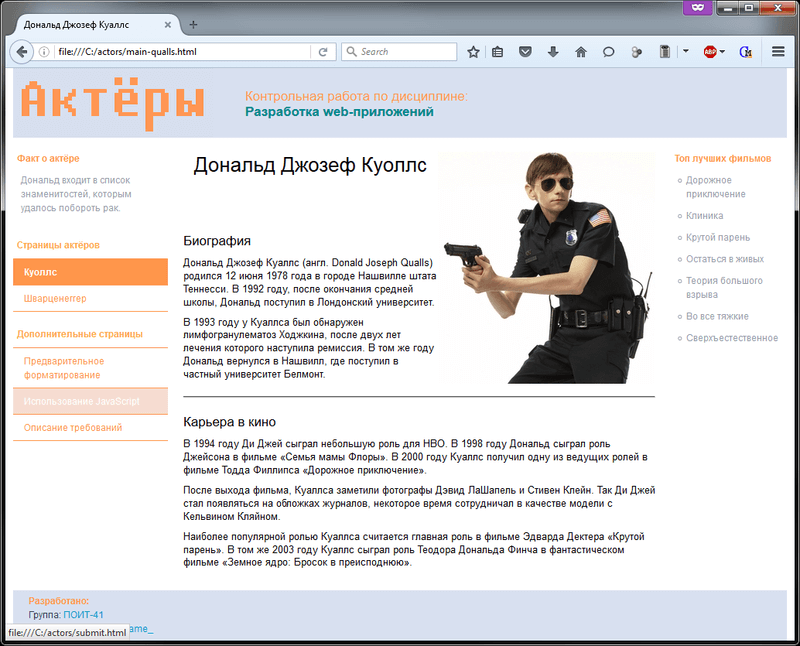 Дональд Джозеф Куаллс
file:///C:/actors/main-qualls.html
Search
ABP
Актёры
Контрольная работа по дисциплине:
Разработка web-приложений
Факт о актёре
Дональд входит в список
знаменитостей, которым
удалось побороть рак.
Страницы актёров
Куоллс
Шварценеггер
Дополнительные страницы
Предварительное
форматирование
Использование JavaScript
Описание требований
Дональд Джозеф Куоллс
Биография
Дональд Джозеф Куаллс (англ. Donald Joseph Qualls)
родился 12 июня 1978 года в городе Нашвилле штата
Теннесси. В 1992 году, после окончания средней
школы, Дональд поступил в Лондонский университет.
В 1993 году у Куаллса был обнаружен
лимфогранулематоз Ходжкина, после двух лет
лечения которого наступила ремиссия. В том же году
Дональд вернулся в Нашвилл, где поступил в
частный университет Белмонт.
Карьера в кино
В 1994 году Ди Джей сыграл небольшую роль для HBO. В 1998 году Дональд сыграл роль
Джейсона в фильме «Семья мамы Флоры». В 2000 году Куаллс получил одну из ведущих ролей в
фильме Тодда Филлипса «Дорожное приключение».
После выхода фильма, Куаллса заметили фотографы Дэвид ЛаШапель и Стивен Клейн. Так Ди Джей
стал появляться на обложках журналов, некоторое время сотрудничал в качестве модели с
Кельвином Кляйном.
Наиболее популярной ролью Куаллса считается главная роль в фильме Эдварда Дектера «Крутой
парень». В том же 2003 году Куаллс сыграл роль Теодора Дональда Финча в фантастическом
фильме «Земное ядро: Бросок в преисподнюю».
Топ лучших фильмов
Дорожное
приключение
Клиника
Крутой парень
Остаться в живых
Теория большого
взрыва
Во все тяжкие
Сверхъестественное
Разработано:
Группа: ПОИТ-41
ame_
file:///C:/actors/submit.html